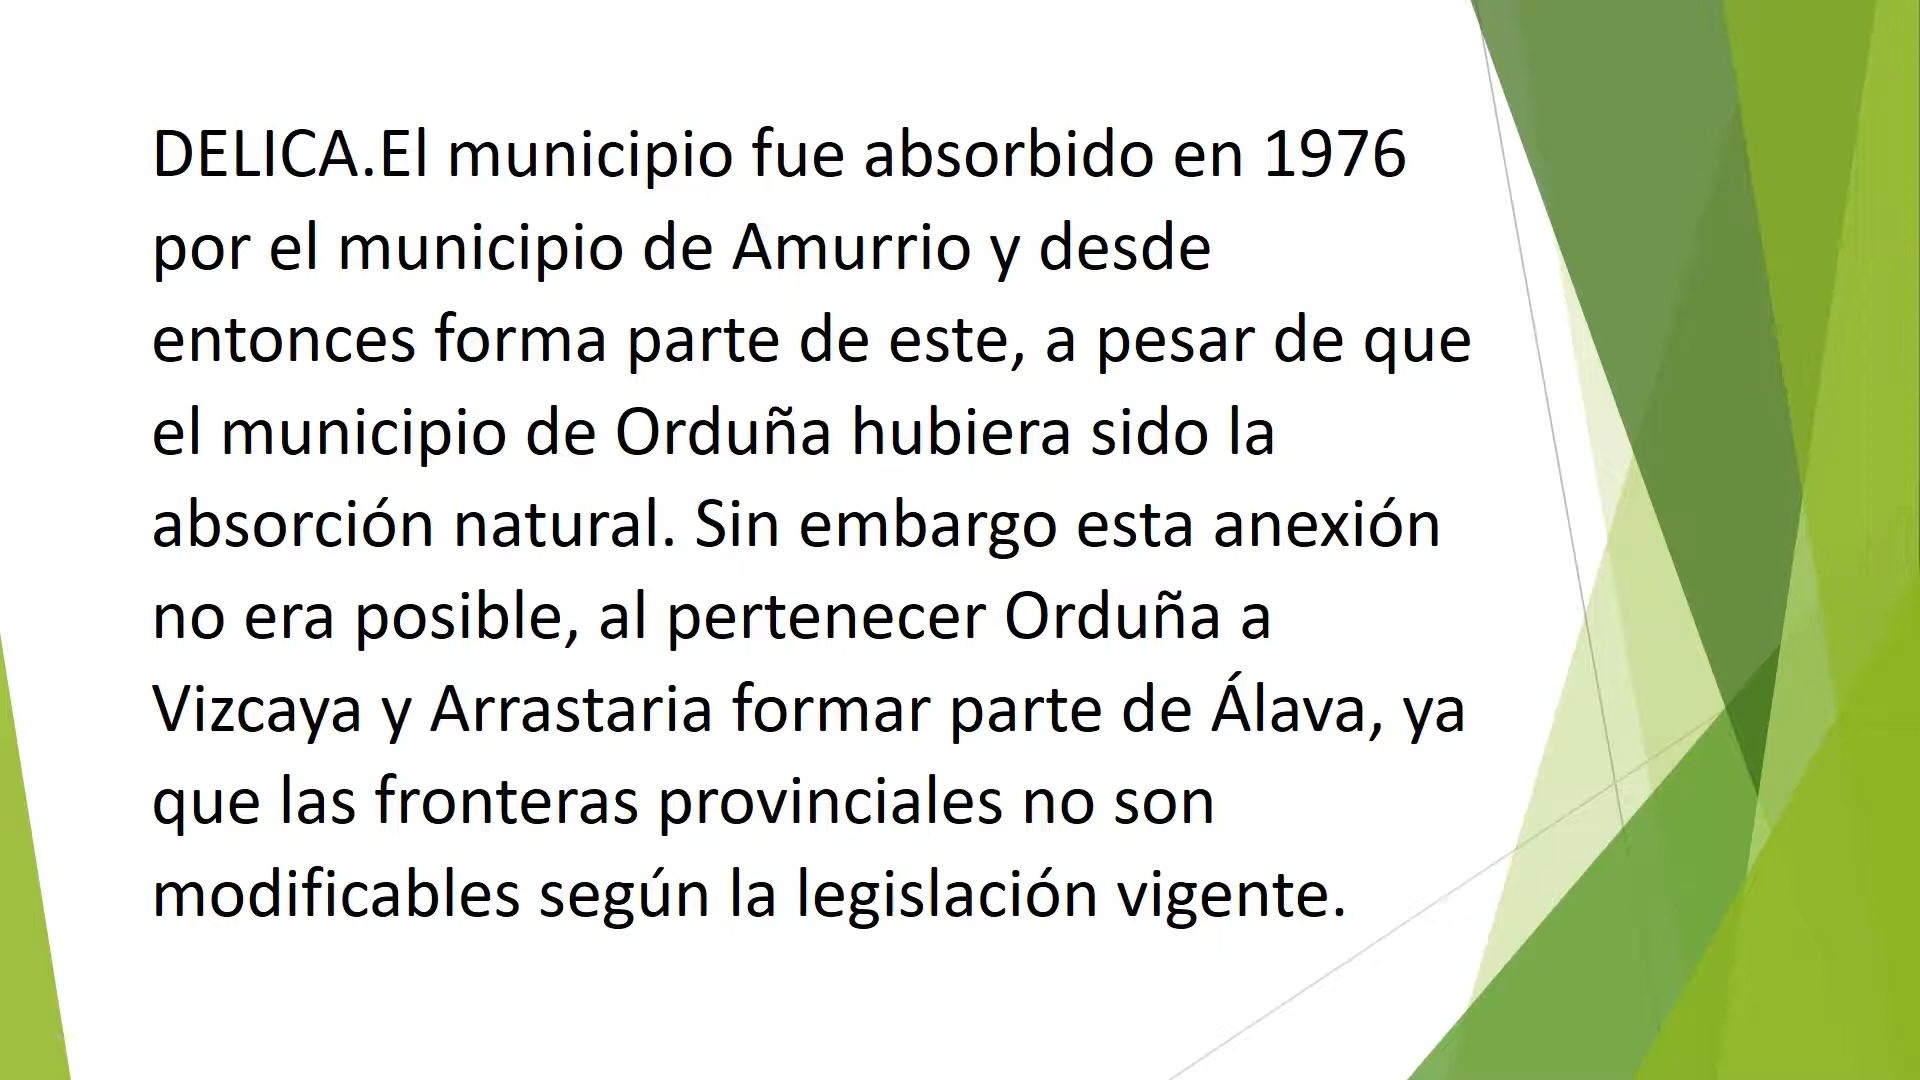 DELICA.El municipio fue absorbido en 1976
por el municipio de Amurrio y desde
entonces forma parte de este, a pesar de que
el municipio de Orduña hubiera sido la
absorción natural. Sin embargo esta anexión
no era posible, al pertenecer Orduña a
Vizcaya y Arrastaria formar parte de Álava, ya
que las fronteras provinciales no son
modificables según la legislación vigente.